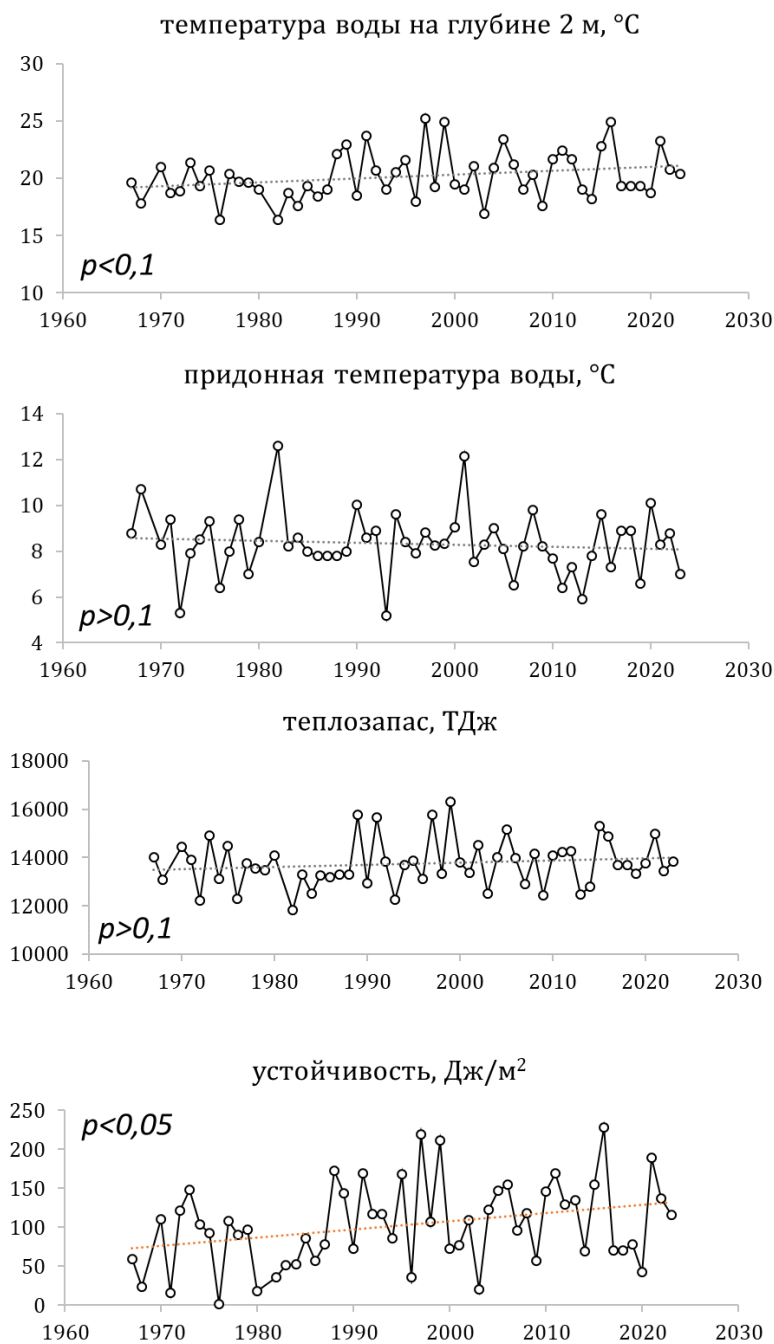 температура воды на глубине 2 м, °C
30
25
20
15
10
p<0,1
1960 1970 1980 1990 2000 2010 2020 2030
придонная температура воды, °C
14
12
10
8
6
4
p>0,1
1960 1970 1980 1990 2000 2010 2020 2030
теплозапас, ТДж
18000
16000
14000
12000
10000
p>0,1
1960 1970 1980 1990 2000 2010 2020 2030
устойчивость, Дж/м²
250
200
150
100
50
0
p<0,05
1960 1970 1980 1990 2000 2010 2020 2030